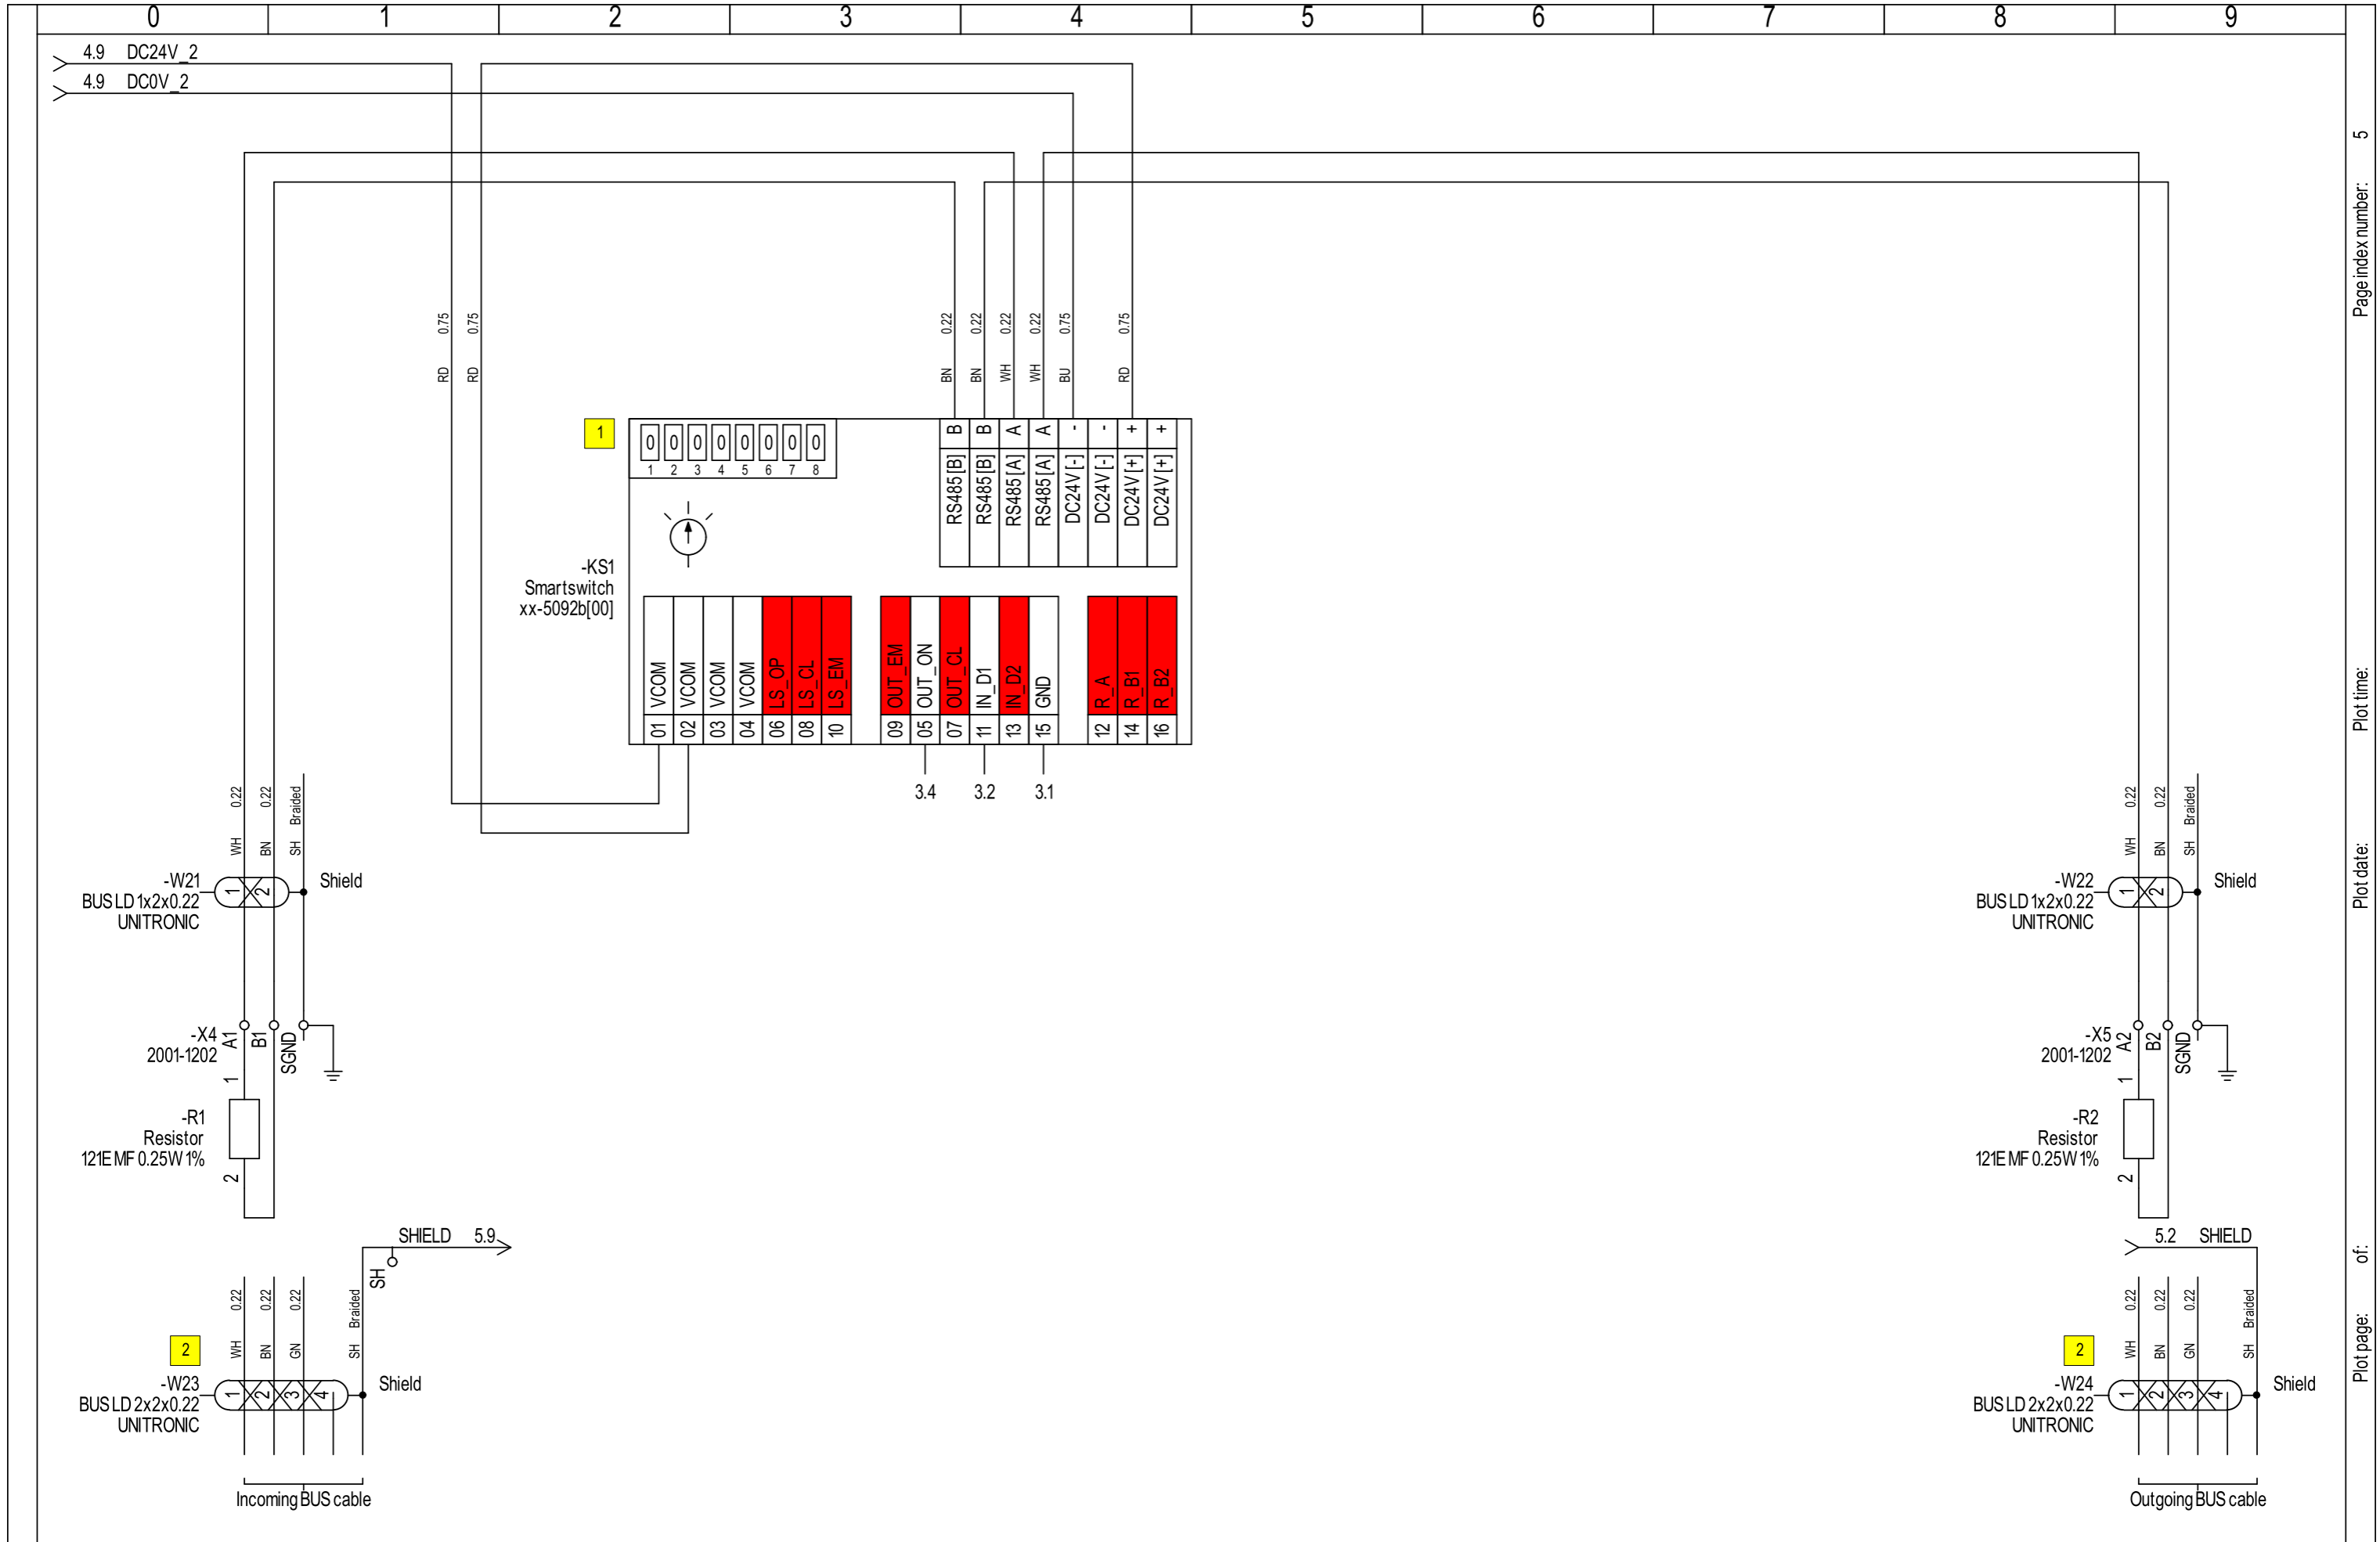 0 1 2 3 4 5 6 7 8 9
4.9 DC24V_2
4.9 DC0V_2
RD 0.75
RD 0.75
BN 0.22
BN 0.22
WH 0.22
WH 0.22
BU 0.75
RD 0.75
1
0 0 0 0 0 0 0 0
1 2 3 4 5 6 7 8
B B A A - - + +
RS485[B]
RS485[B]
RS485[A]
RS485[A]
DC24V[-]
DC24V[-]
DC24V[+]
DC24V[+]
-KS1
Smartswitch
xx-5092b[00]
01 VCOM
02 VCOM
03 VCOM
04 VCOM
06 LS_OP
08 LS_CL
10 LS_EM
09 OUT_EM
05 OUT_ON
07 OUT_CL
11 IN_D1
13 IN_D2
15 GND
12 R_A
14 R_B1
16 R_B2
3.4
3.2
3.1
WH 0.22
BN 0.22
SH Braided
-W21
BUS LD 1x2x0.22
UNITRONIC
1 2
Shield
-X4
2001-1202
A1
B1
SGND
1
-R1
Resistor
121E MF 0.25W 1%
2
SHIELD 5.9
SH
WH 0.22
BN 0.22
GN 0.22
SH Braided
2
-W23
BUS LD 2x2x0.22
UNITRONIC
1 2 3 4
Shield
Incoming BUS cable
WH 0.22
BN 0.22
SH Braided
-W22
BUS LD 1x2x0.22
UNITRONIC
1 2
Shield
-X5
2001-1202
A2
B2
SGND
1
-R2
Resistor
121E MF 0.25W 1%
2
5.2 SHIELD
WH 0.22
BN 0.22
GN 0.22
SH Braided
2
-W24
BUS LD 2x2x0.22
UNITRONIC
1 2 3 4
Shield
Outgoing BUS cable
Page index number: 5
Plot time:
Plot date:
Plot page: of: